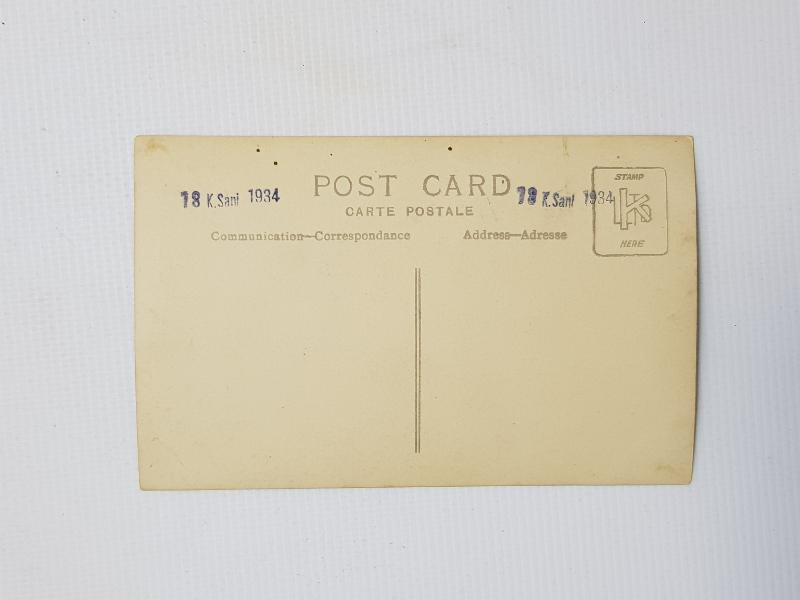 POST CARD
18 K.Sani 1934
18 K.Sani 1934
CARTE POSTALE
Communication—Correspondance
Address—Adresse
STAMP
HERE